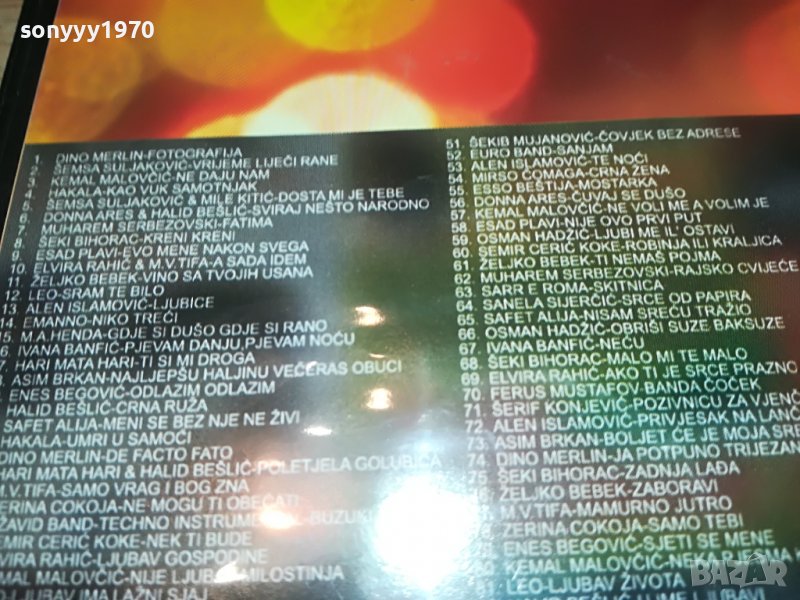 sonyyy1970
1. DINO MERLIN-FOTOGRAFIJA
2. ŠEMSA SULJAKOVIĆ-VRIJEME LIJEČI RANE
3. KEMAL MALOVČIĆ-NE DAJU NAM
4. HAKALA-KAO VUK SAMOTNJAK
5. ŠEMSA SULJAKOVIĆ & MILE KITIĆ-DOSTA MI JE TEBE
6. DONNA ARES & HALID BEŠLIĆ-SVIRAJ NEŠTO NARODNO
7. MUHAREM SERBEZOVSKI-FATIMA
8. ŠEKI BIHORAC-KRENI KRENI
9. ESAD PLAVI-EVO MENE NAKON SVEGA
10. ELVIRA RAHIĆ & M.V.TIFA-A SADA IDEM
11. ŽELJKO BEBEK-VINO SA TVOJIH USANA
12. LEO-SRAM TE BILO
13. ALEN ISLAMOVIĆ-LJUBICE
14. EMANNO-NIKO TREĆI
15. M.A.HENDA-GDJE SI DUŠO GDJE SI RANO
IVANA BANFIĆ-PJEVAM DANJU,PJEVAM NOĆU
HARI MATA HARI-TI SI MI DROGA
ASIM BRKAN-NAJLJEPŠU HALJINU VEČERAS OBUCI
ENES BEGOVIĆ-ODLAZIM ODLAZIM
HALID BEŠLIĆ-CRNA RUŽA
SAFET ALIJA-MENI SE BEZ NJE NE ŽIVI
HAKALA-UMRI U SAMOĆI
DINO MERLIN-DE FACTO FATO
HARI MATA HARI & HALID BEŠLIĆ-POLETJELA GOLUBICA
M.V.TIFA-SAMO VRAG I BOG ZNA
ZERINA COKOJA-NE MOGU TI OBEĆATI
DŽAVID BAND-TECHNO INSTRUMENTAL-BUZUKI
EMIR CERIĆ KOKE-NEK TI BUDE
VIRA RAHIĆ-LJUBAV GOSPODINE
MAL MALOVČIĆ-NIJE LJUBAV MILOSTINJA
LJUBAV IMA LAŽNI SJAJ
51. ŠEKIB MUJANOVIĆ-ČOVJEK BEZ ADRESE
52. EURO BAND-SANJAM
53. ALEN ISLAMOVIĆ-TE NOĆI
54. MIRSO ČOMAGA-CRNA ŽENA
55. ESSO BEŠTIJA-MOSTARKA
56. DONNA ARES-ČUVAJ SE DUŠO
57. KEMAL MALOVČIĆ NE VOLI ME A VOLIM JE
58. ESAD PLAVI-NIJE OVO PRVI PUT
59. OSMAN HADŽIĆ-LJUBI ME IL' OSTAVI
60. ŠEMIR CERIĆ KOKE-ROBINJA ILI KRALJICA
61. ŽELJKO BEBEK-TI NEMAŠ POJMA
62. MUHAREM SERBEZOVSKI-RAJSKO CVIJEĆE
63. SARR E ROMA-SKITNICA
64. SANELA SIJERČIĆ-SRCE OD PAPIRA
65. SAFET ALIJA-NISAM SREĆU TRAŽIO
66. OSMAN HADŽIĆ-OBRIŠI SUZE BAKSUZE
67. IVANA BANFIĆ-NEĆU
68. ŠEKI BIHORAC-MALO MI TE MALO
69. ELVIRA RAHIĆ-AKO TI JE SRCE PRAZNO
70. FERUS MUSTAFOV-BANDA ČOČEK
71. ŠERIF KONJEVIĆ-POZIVNICU ZA VJENČ
72. ALEN ISLAMOVIĆ-PRIVJESAK NA LANČ
73. ASIM BRKAN-BOLJET ĆE JE MOJA SRE
74. DINO MERLIN-JA POTPUNO TRIJEZAN
75. ŠEKI BIHORAC-ZADNJA LAĐA
ŽELJKO BEBEK-ZABORAVI
M.V.TIFA-MAMURNO JUTRO
ZERINA COKOJA-SAMO TEBI
ENES BEGOVIĆ-SJETI SE MENE
KEMAL MALOVČIĆ-NEKA
LEO-LJUBAV ŽIVOTA
BAZAR